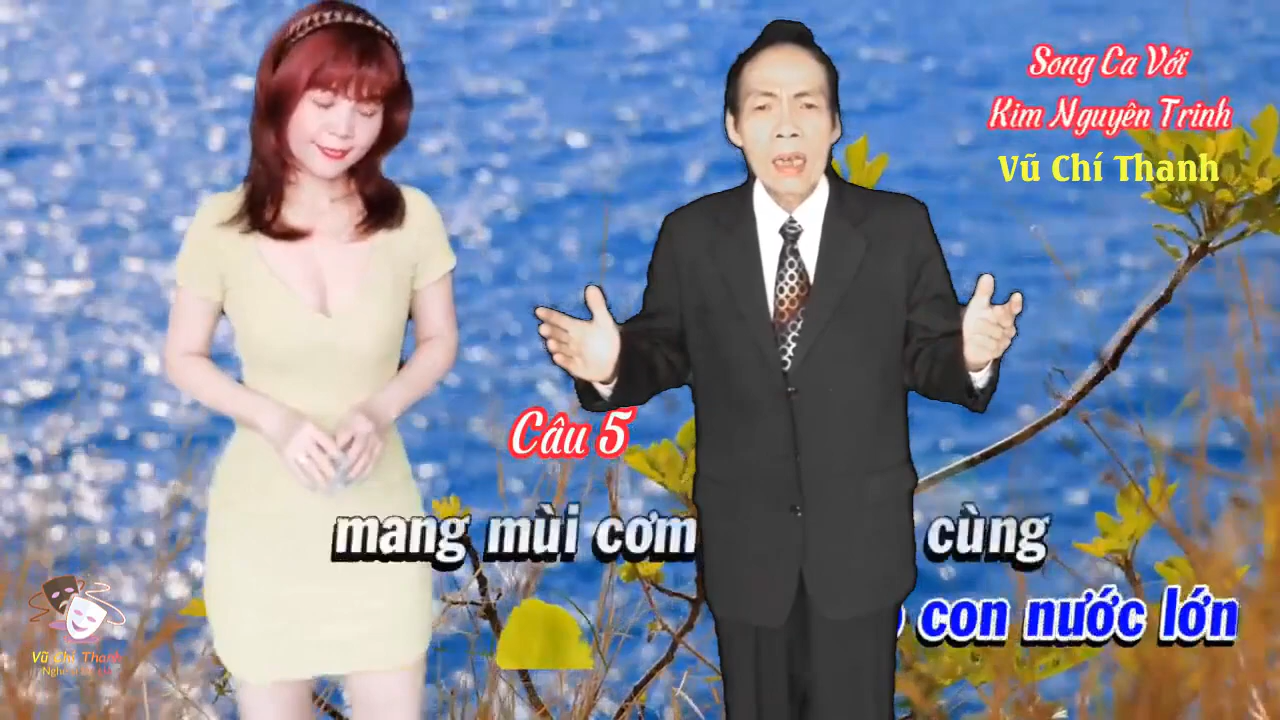 Song Ca Với
Kim Nguyên Trinh
Vũ Chí Thanh
Câu 5
mang mùi cơm cùng
con nước lớn
Vũ Chí Thanh